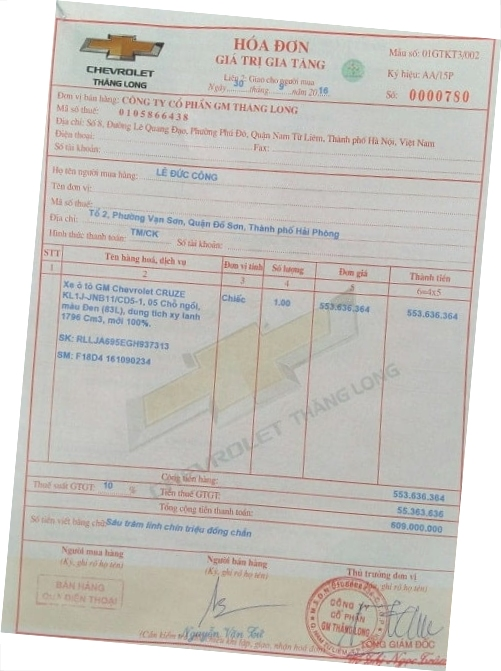 HÓA ĐƠN
GIÁ TRỊ GIA TĂNG
Liên 2: Giao cho người mua
Ngày 30 tháng 9 năm 2016
CHEVROLET
THĂNG LONG
Mẫu số: 01GTKT3/002
Ký hiệu: AA/15P
Số: 0000780
Đơn vị bán hàng: CÔNG TY CỔ PHẦN GM THĂNG LONG
Mã số thuế: 0105866438
Địa chỉ: Số 8, Đường Lê Quang Đạo, Phường Phú Đô, Quận Nam Từ Liêm, Thành phố Hà Nội, Việt Nam
Điện thoại: Fax:
Số tài khoản:
Họ tên người mua hàng: LÊ ĐỨC CÔNG
Tên đơn vị:
Mã số thuế:
Địa chỉ: Tổ 2, Phường Vạn Sơn, Quận Đồ Sơn, Thành phố Hải Phòng
Hình thức thanh toán: TM/CK Số tài khoản:
STT Tên hàng hoá, dịch vụ Đơn vị tính Số lượng Đơn giá Thành tiền
1 2 3 4 5 6=4x5
Xe ô tô GM Chevrolet CRUZE Chiếc 1.00 553.636.364 553.636.364
KL1J-JNB11/CD5-1, 05 Chỗ ngồi,
màu Đen (83L), dung tích xy lanh
1796 Cm3, mới 100%.
SK: RLLJA695EGH937313
SM: F18D4 161090234
CHEVROLET THĂNG LONG
Cộng tiền hàng: 553.636.364
Thuế suất GTGT: 10 % Tiền thuế GTGT: 55.363.636
Tổng cộng tiền thanh toán: 609.000.000
Số tiền viết bằng chữ: Sáu trăm linh chín triệu đồng chẵn
Người mua hàng Người bán hàng Thủ trưởng đơn vị
(Ký, ghi rõ họ tên) (Ký, ghi rõ họ tên) (Ký, ghi rõ họ tên)
BÁN HÀNG
QUA ĐIỆN THOẠI
CÔNG TY
CỔ PHẦN
GM THĂNG LONG
TỔNG GIÁM ĐỐC
Nguyễn Văn